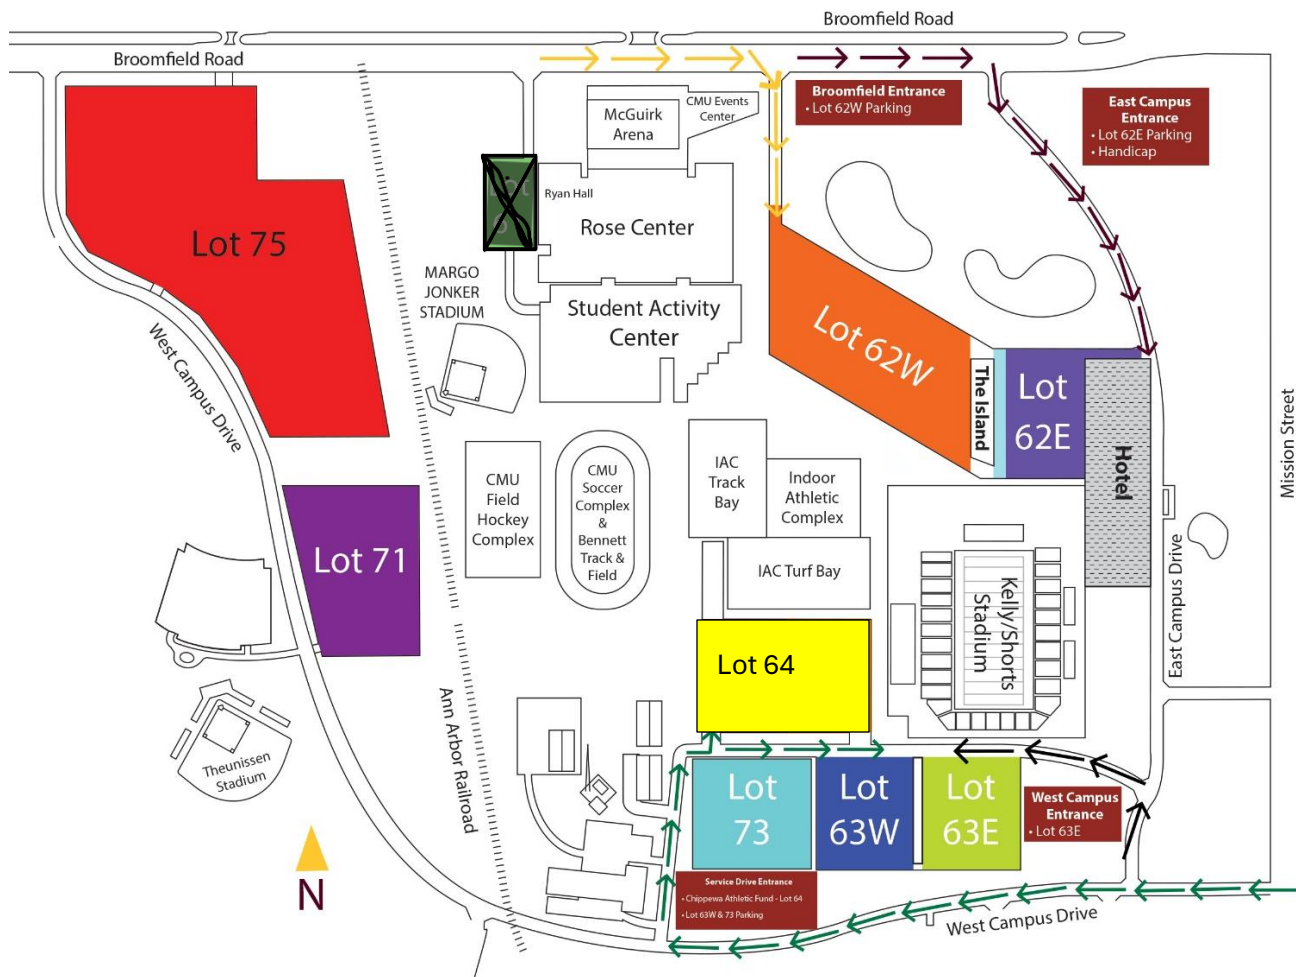 Broomfield Road
Broomfield Road
Broomfield Entrance
• Lot 62W Parking
East Campus
Entrance
• Lot 62E Parking
• Handicap
CMU Events
Center
McGuirk
Arena
Lot
Ryan Hall
Rose Center
Lot 75
MARGO
JONKER
STADIUM
Student Activity
Center
Lot 62W
The Island
Lot
62E
Hotel
Mission Street
West Campus Drive
CMU
Field
Hockey
Complex
CMU
Soccer
Complex
&
Bennett
Track &
Field
IAC
Track
Bay
Indoor
Athletic
Complex
IAC Turf Bay
Lot 71
Kelly/Shorts
Stadium
East Campus Drive
Lot 64
Ann Arbor Railroad
Theunissen
Stadium
Lot
73
Lot
63W
Lot
63E
West Campus
Entrance
• Lot 63E
N
Service Drive Entrance
• Chippewa Athletic Fund - Lot 64
• Lot 63W & 73 Parking
West Campus Drive